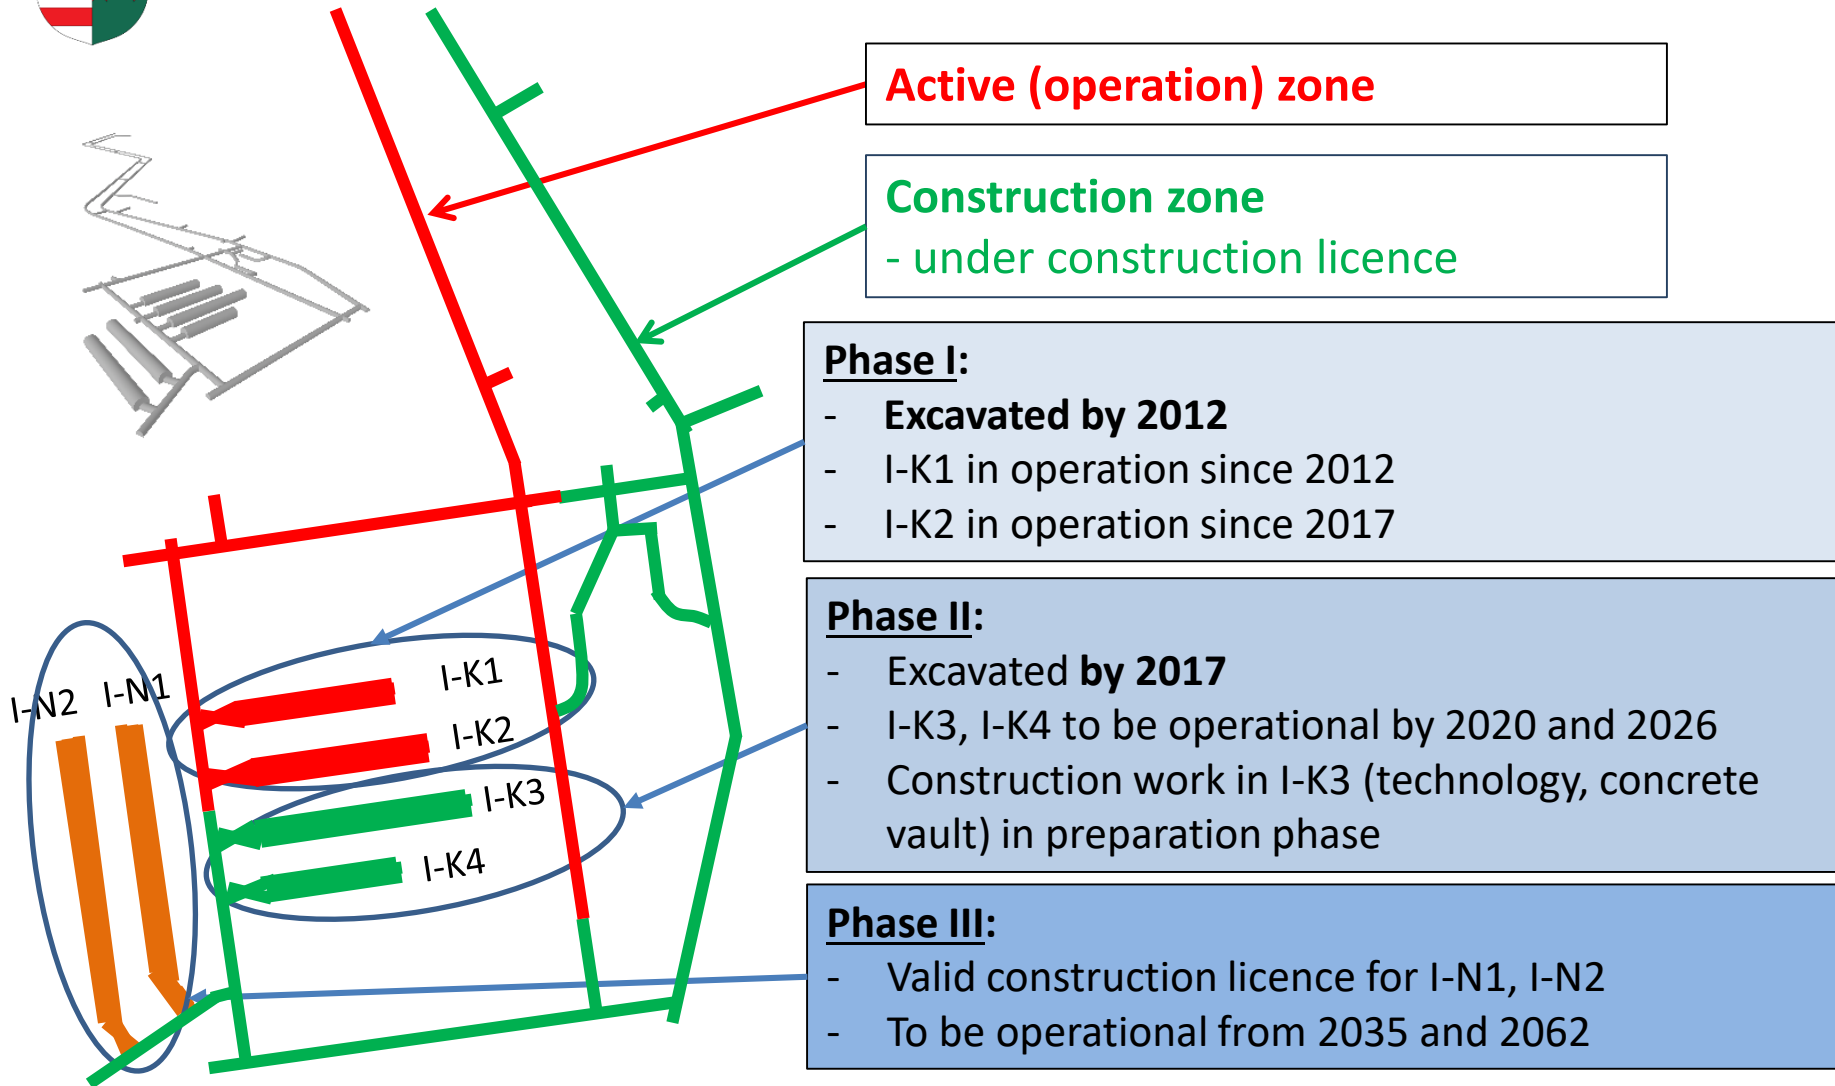 Active (operation) zone
Construction zone
- under construction licence
Phase I:
- Excavated by 2012
- I-K1 in operation since 2012
- I-K2 in operation since 2017
Phase II:
- Excavated by 2017
- I-K3, I-K4 to be operational by 2020 and 2026
- Construction work in I-K3 (technology, concrete
vault) in preparation phase
Phase III:
- Valid construction licence for I-N1, I-N2
- To be operational from 2035 and 2062
I-N2
I-N1
I-K1
I-K2
I-K3
I-K4